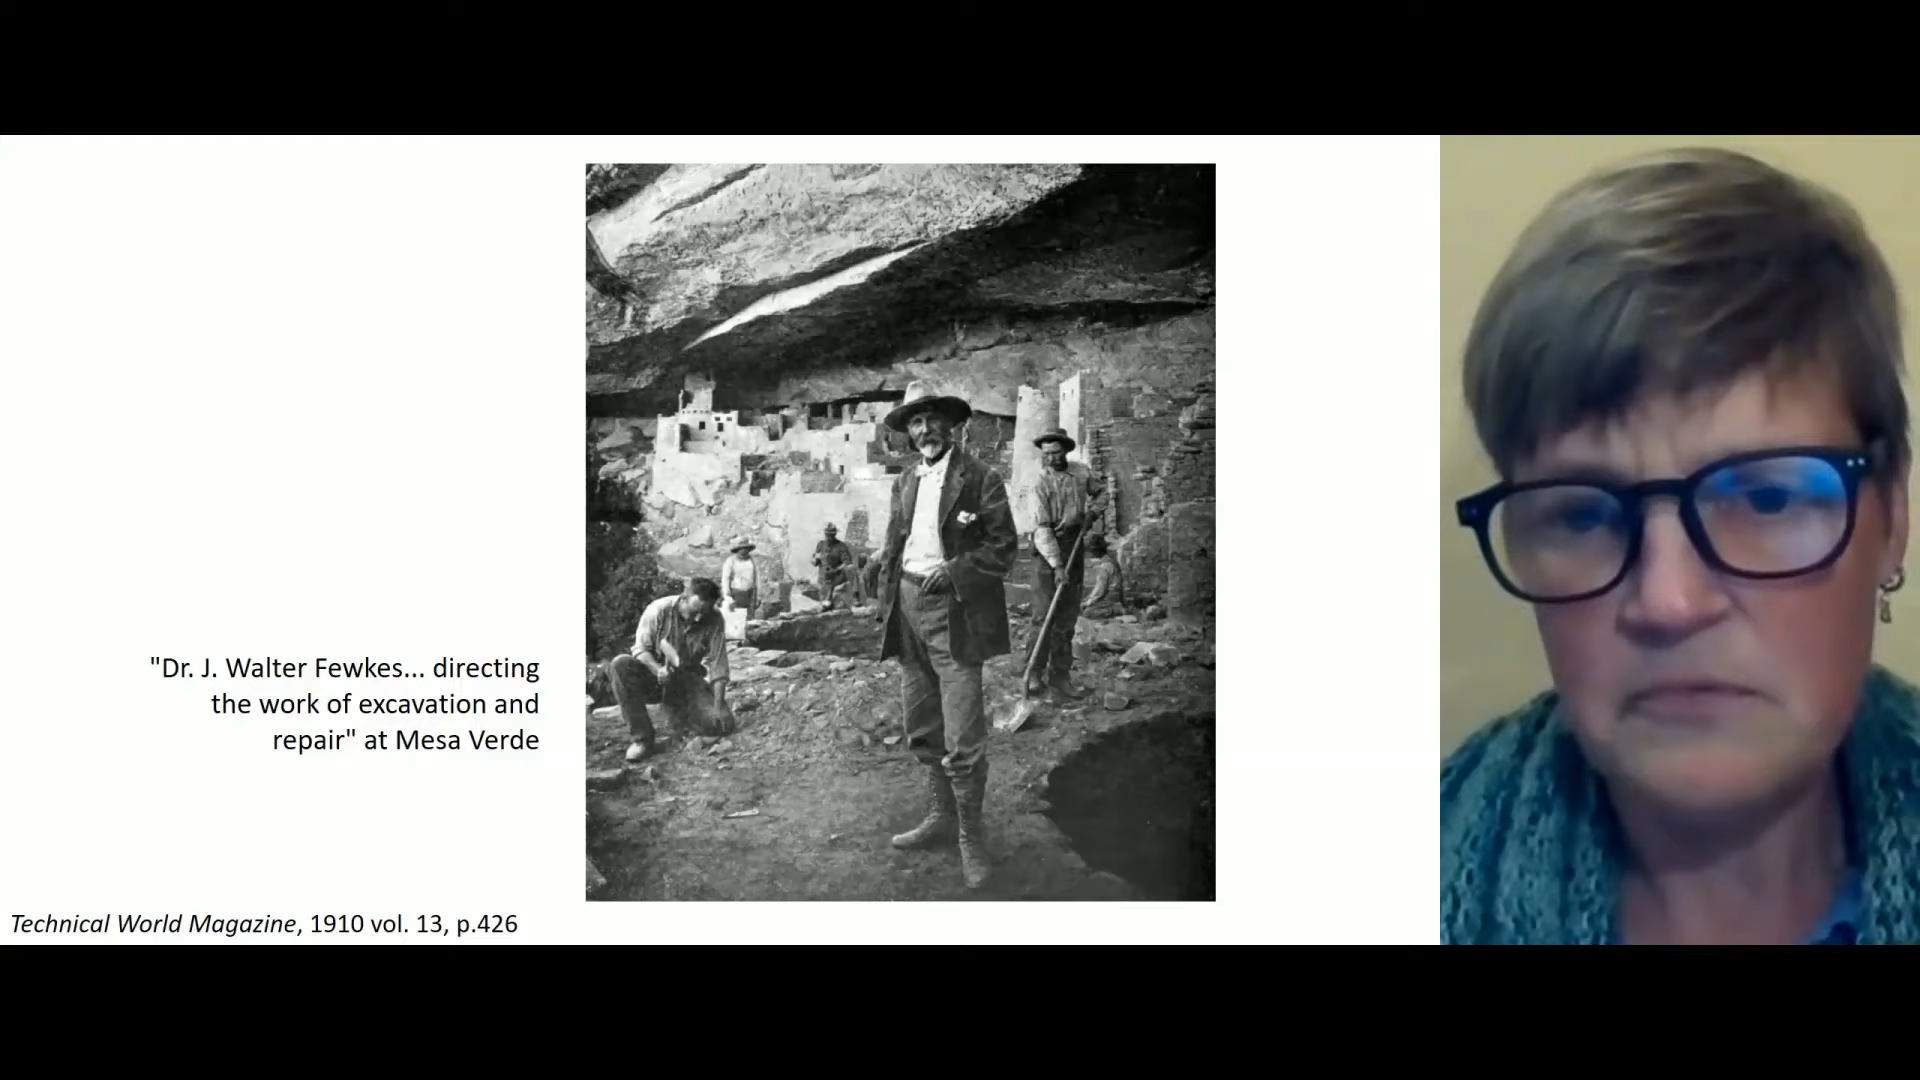 "Dr. J. Walter Fewkes... directing
the work of excavation and
repair" at Mesa Verde
Technical World Magazine, 1910 vol. 13, p.426